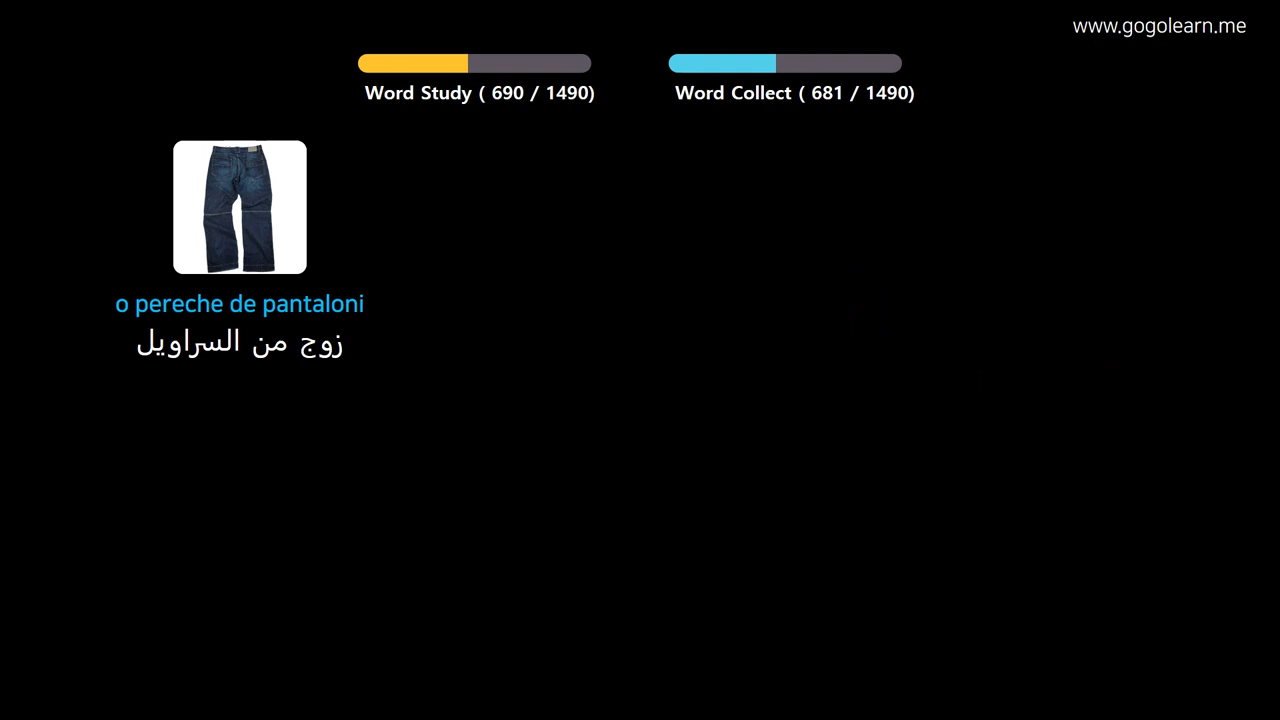 www.gogolearn.me
Word Study ( 690 / 1490)
Word Collect ( 681 / 1490)
o pereche de pantaloni
زوج من السراويل